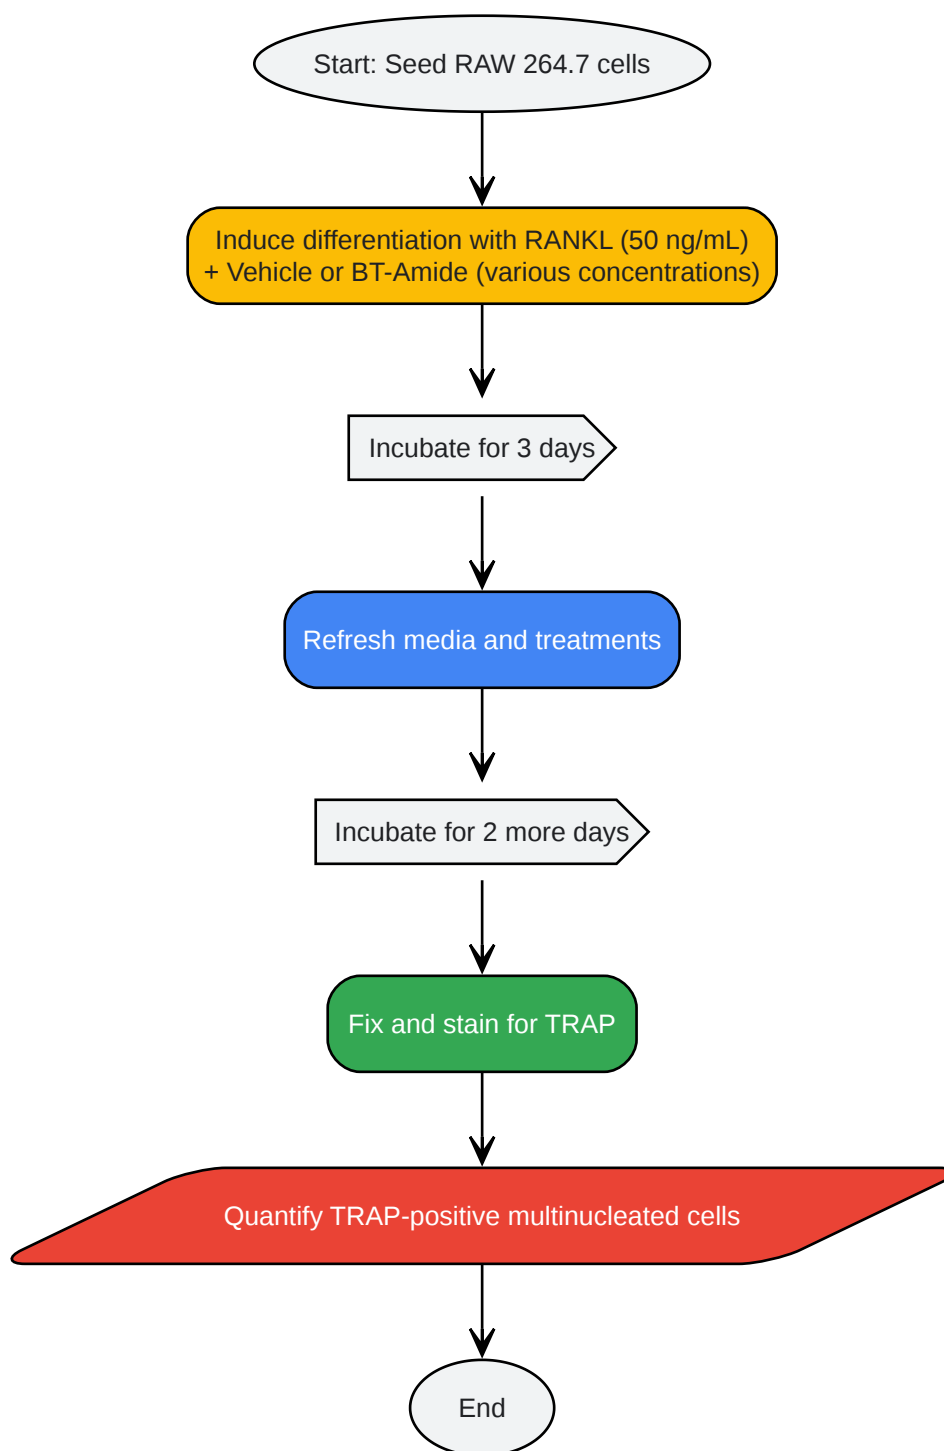 Start: Seed RAW 264.7 cells
Induce differentiation with RANKL (50 ng/mL)
+ Vehicle or BT-Amide (various concentrations)
Incubate for 3 days
Refresh media and treatments
Incubate for 2 more days
Fix and stain for TRAP
Quantify TRAP-positive multinucleated cells
End